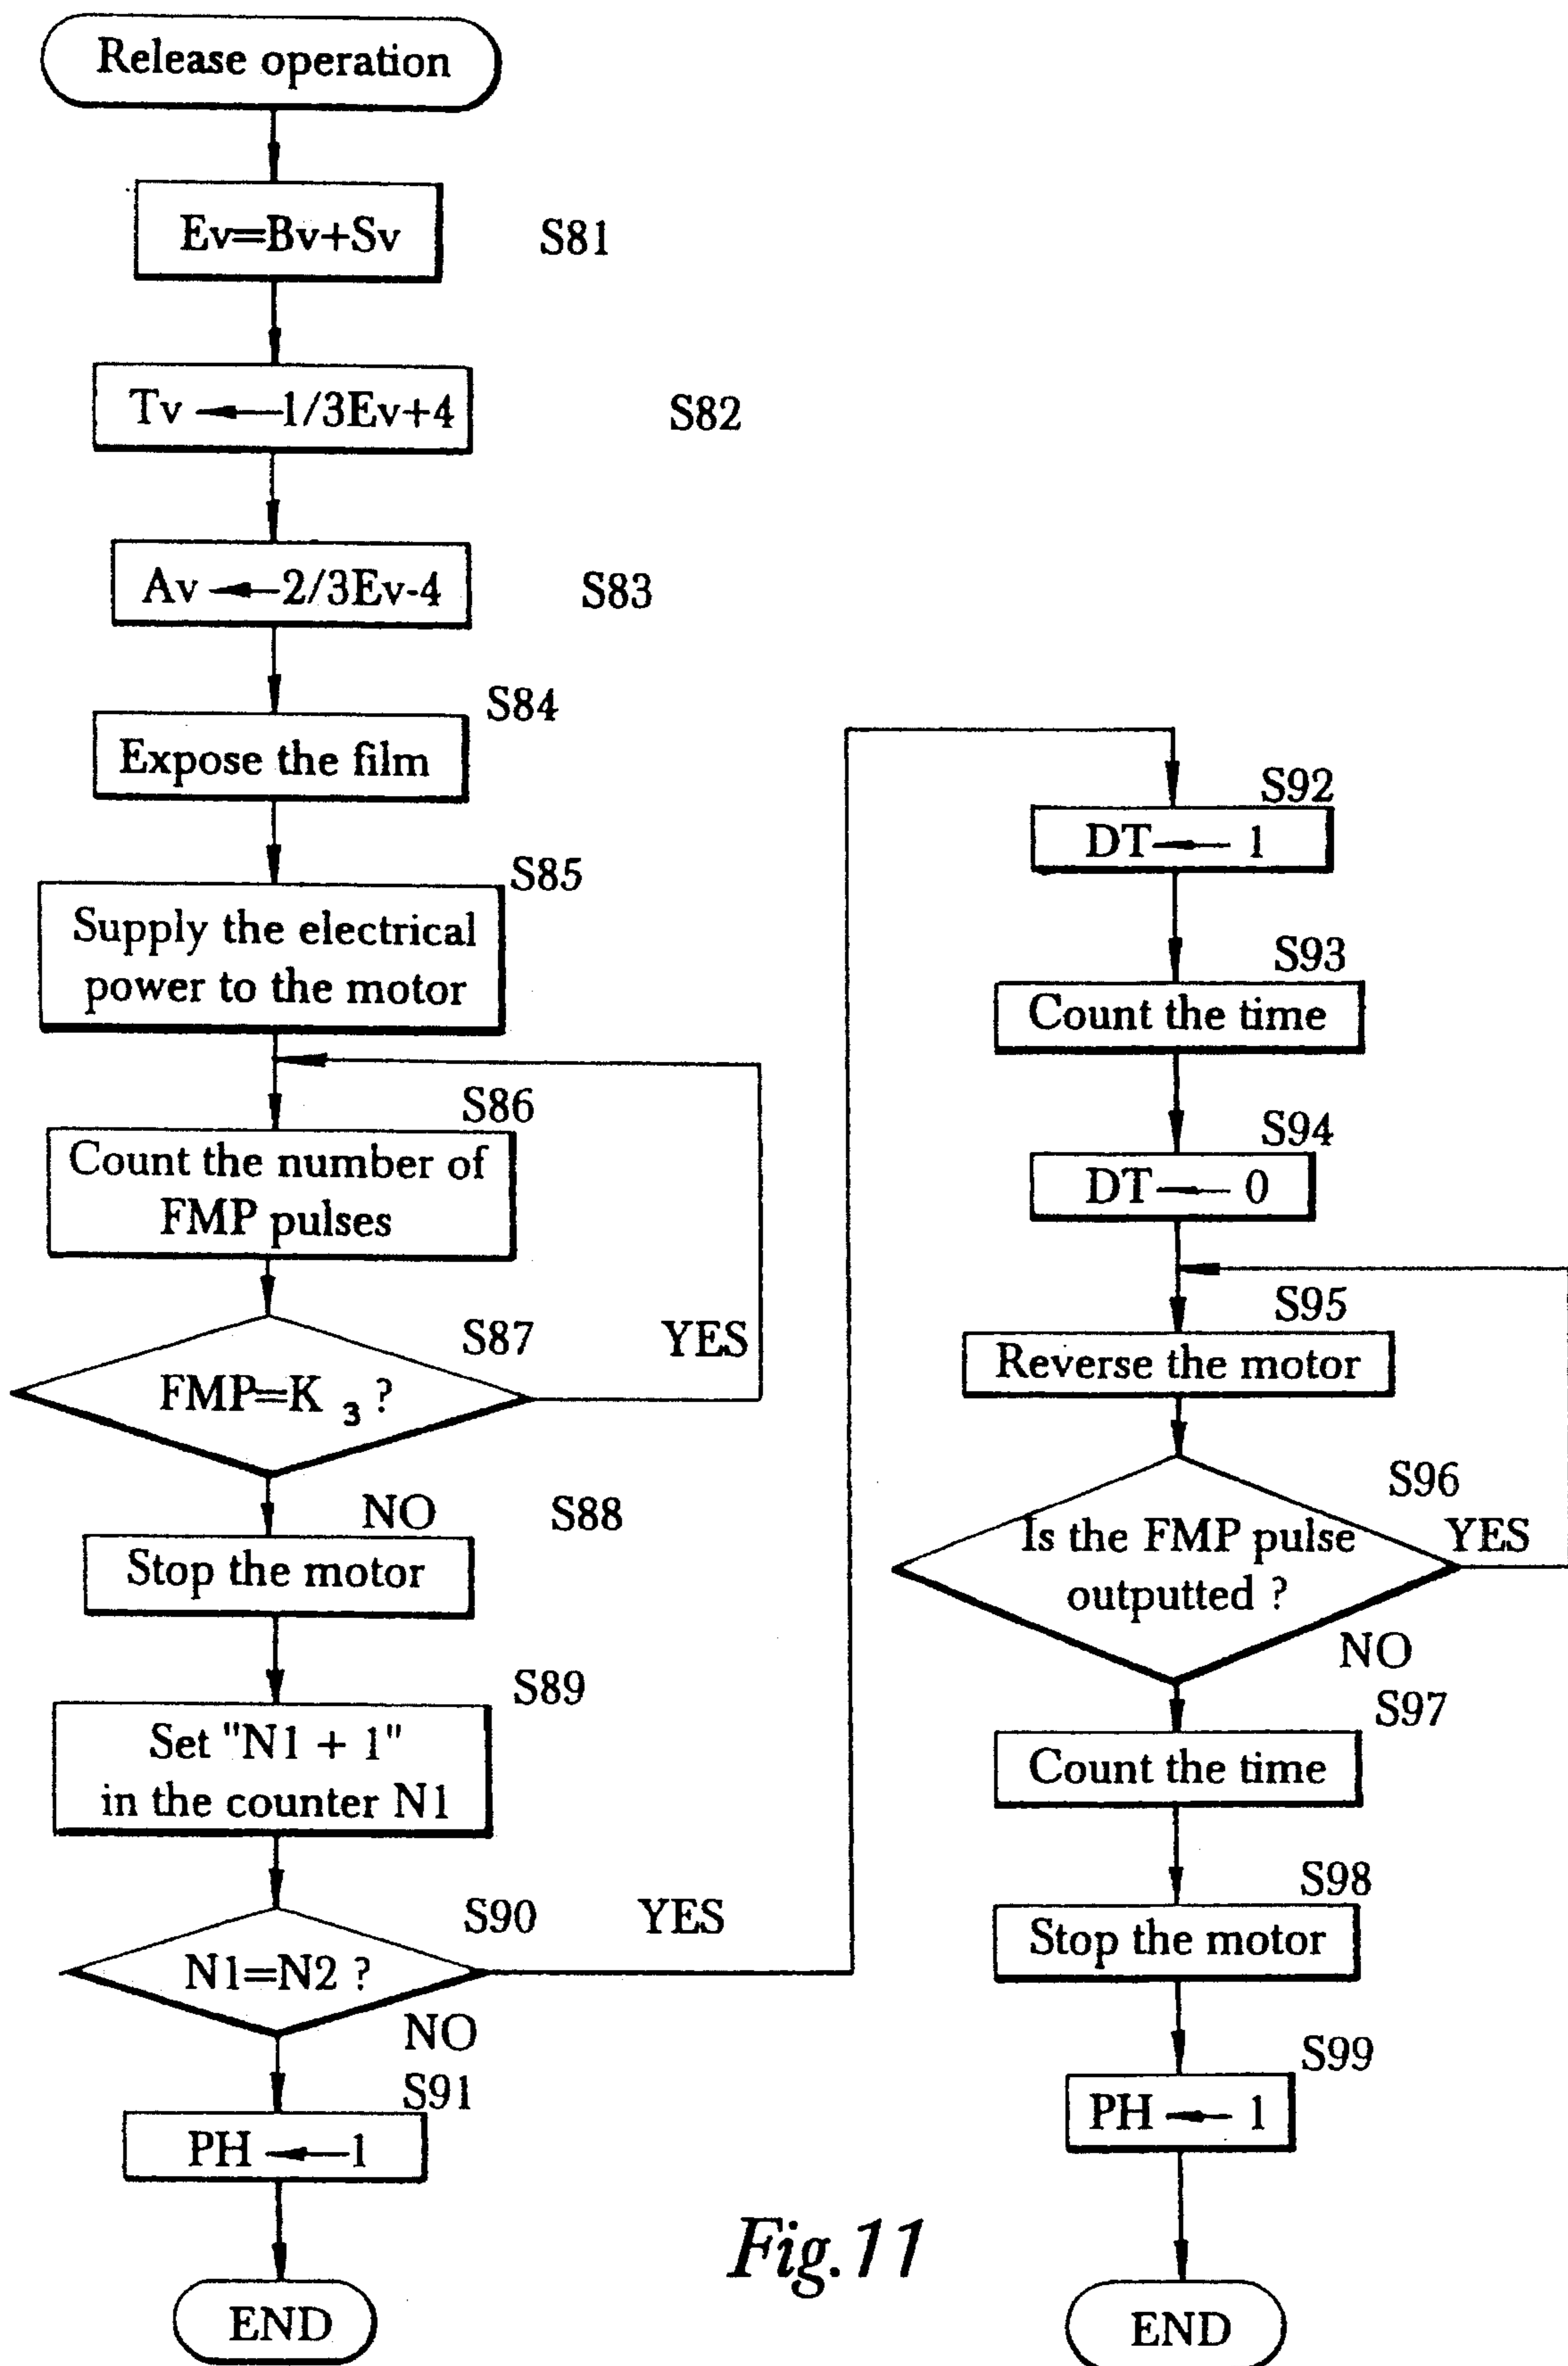 Release operation
Ev=Bv+Sv
S81
Tv ← 1/3Ev+4
S82
Av ← 2/3Ev-4
S83
S84
Expose the film
S85
Supply the electrical
power to the motor
S86
Count the number of
FMP pulses
S87
YES
FMP=K 3 ?
NO
S88
Stop the motor
S89
Set "N1 + 1"
in the counter N1
S90
YES
N1=N2 ?
NO
S91
PH ← 1
END
S92
DT ← 1
S93
Count the time
S94
DT ← 0
S95
Reverse the motor
S96
Is the FMP pulse
YES
outputted ?
NO
S97
Count the time
S98
Stop the motor
S99
PH ← 1
END
Fig. 11